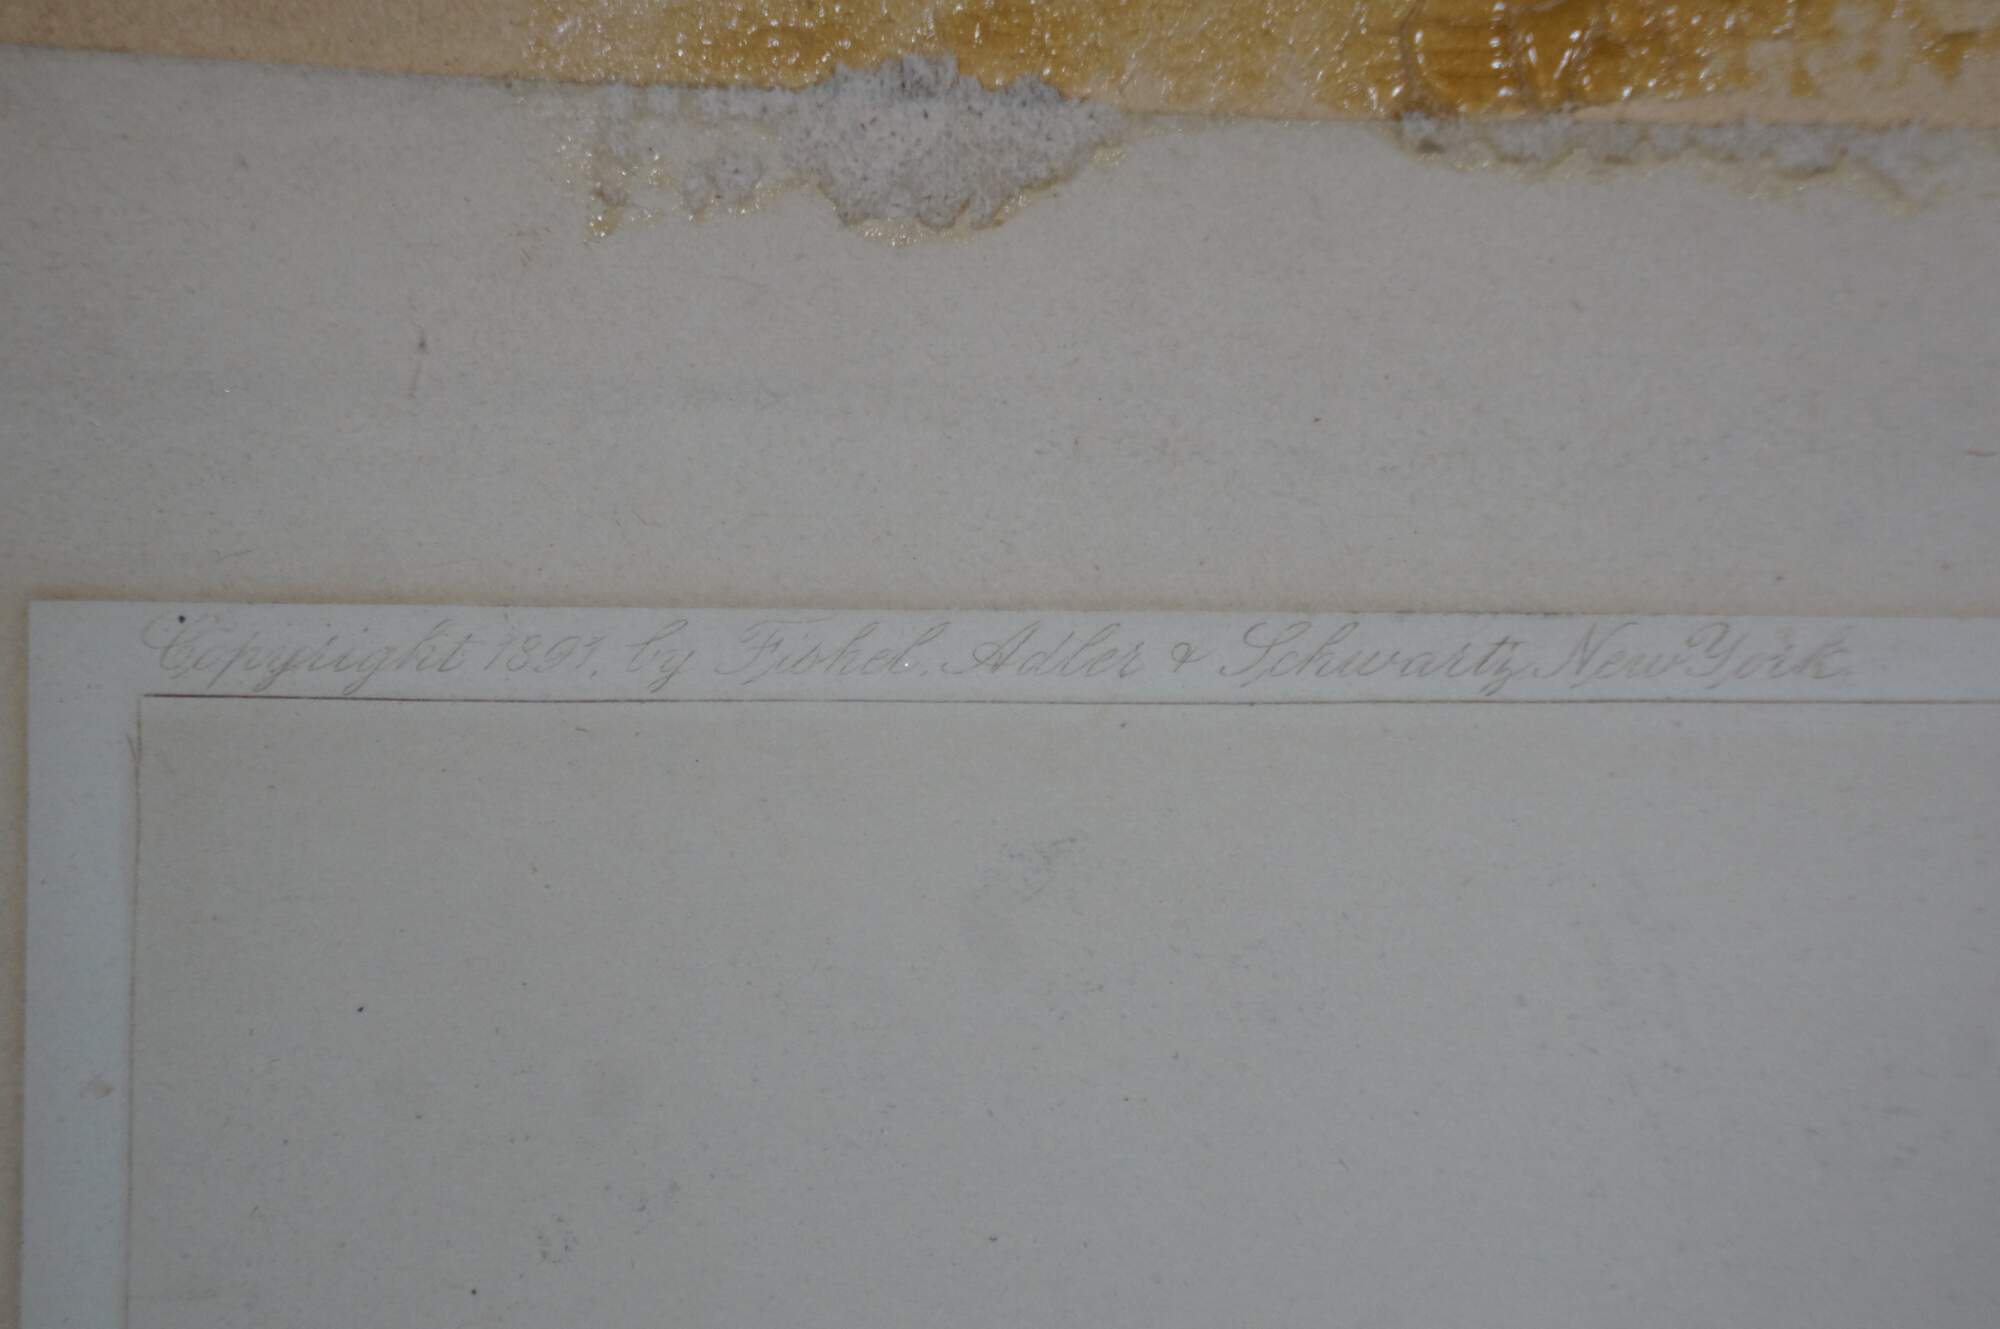 Copyright 1891, by Fishel, Adler & Schwartz New York